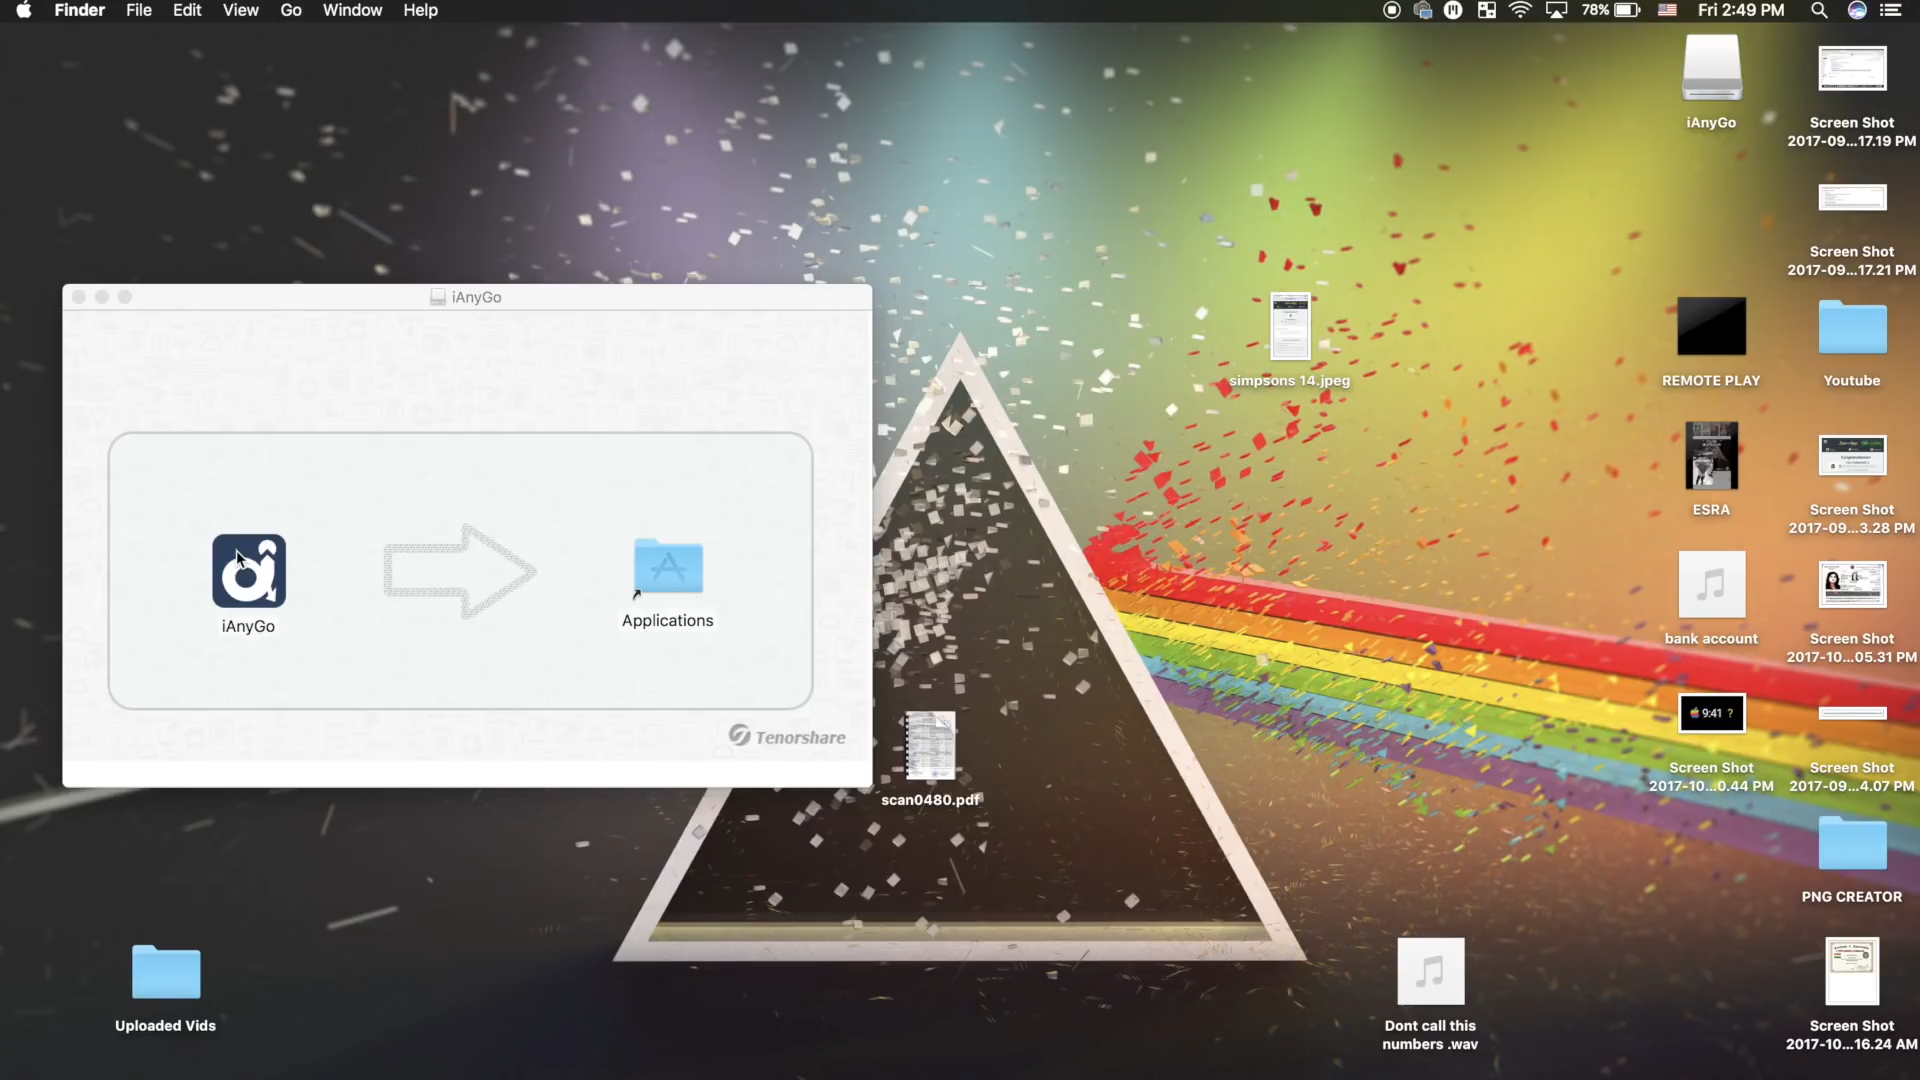 Finder File Edit View Go Window Help
78% Fri 2:49 PM
iAnyGo
Screen Shot
2017-09...17.19 PM
Screen Shot
2017-09...17.21 PM
iAnyGo
simpsons 14.jpeg
REMOTE PLAY
Youtube
ESRA
Screen Shot
2017-09...3.28 PM
iAnyGo
Applications
bank account
Screen Shot
2017-10...05.31 PM
Tenorshare
9:41 ?
Screen Shot
2017-10...0.44 PM
Screen Shot
2017-09...4.07 PM
scan0480.pdf
PNG CREATOR
Uploaded Vids
Dont call this
numbers .wav
Screen Shot
2017-10...16.24 AM